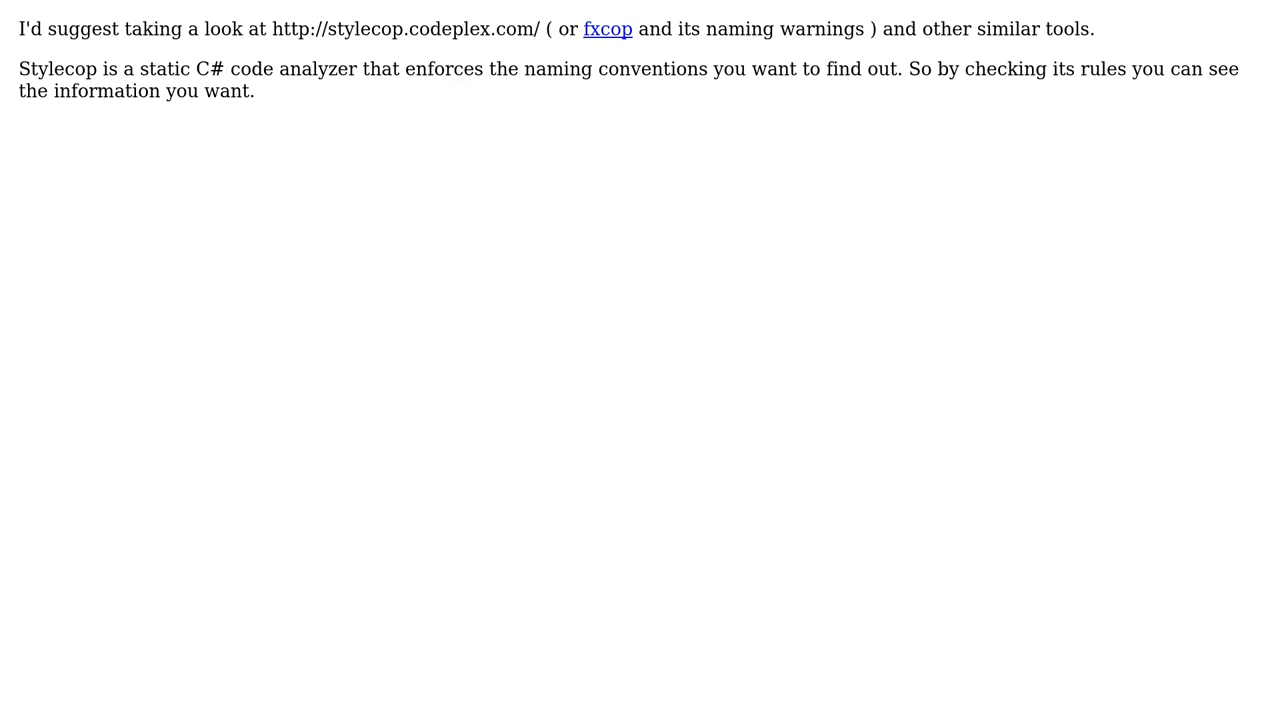 I'd suggest taking a look at http://stylecop.codeplex.com/ ( or fxcop and its naming warnings ) and other similar tools.
Stylecop is a static C# code analyzer that enforces the naming conventions you want to find out. So by checking its rules you can see
the information you want.